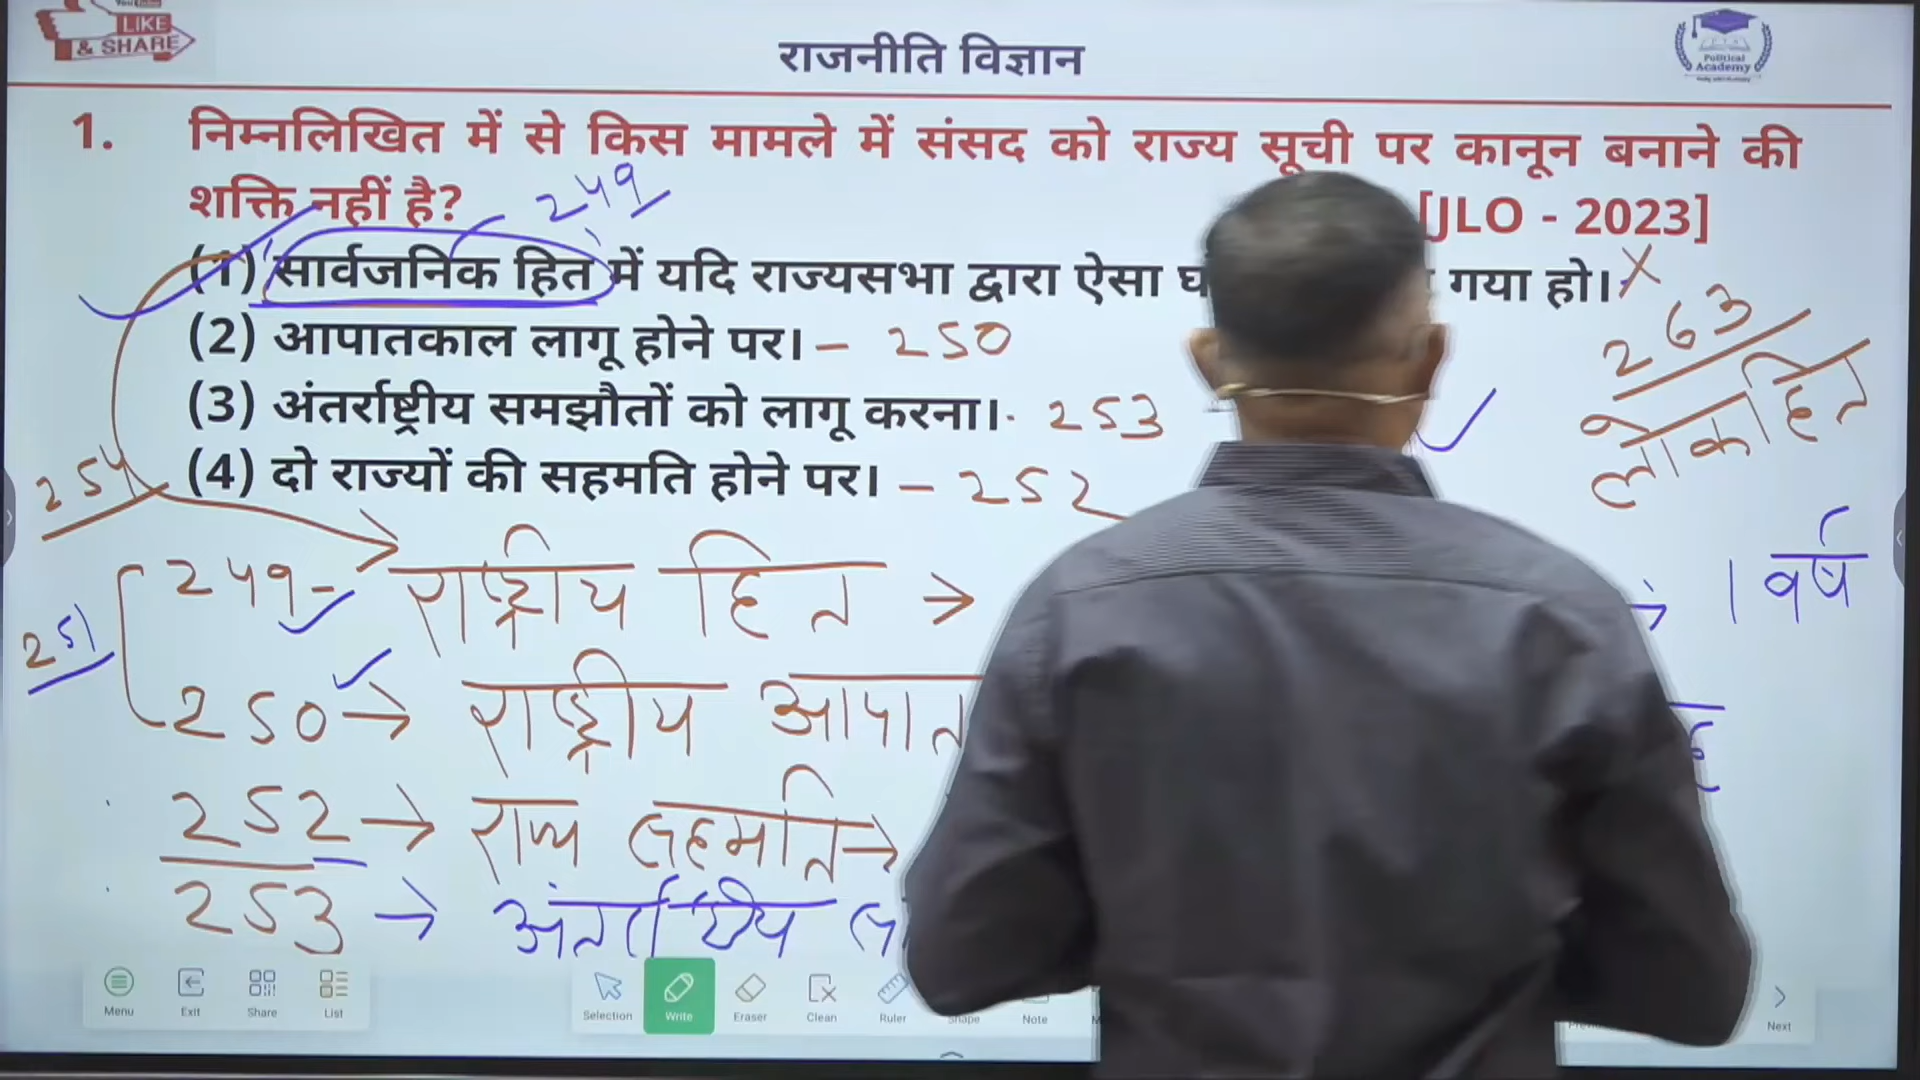 LIKE
& SHARE
राजनीति विज्ञान
Political
Academy
1. निम्नलिखित में से किस मामले में संसद को राज्य सूची पर कानून बनाने की
शक्ति नहीं है? 249 [JLO - 2023]
(1) सार्वजनिक हित में यदि राज्यसभा द्वारा ऐसा गया हो। X
(2) आपातकाल लागू होने पर। - 250
263
(3) अंतर्राष्ट्रीय समझौतों को लागू करना। 253
लोकहित
(4) दो राज्यों की सहमति होने पर। - 252
254
249 - राष्ट्रीय हित → → 1 वर्ष
251
250 → राष्ट्रीय आपात
252 → राज्य सहमति →
253 → अंतर्राष्ट्रीय
Menu Exit Share List Selection Write Eraser Clean Ruler Shape Note Next